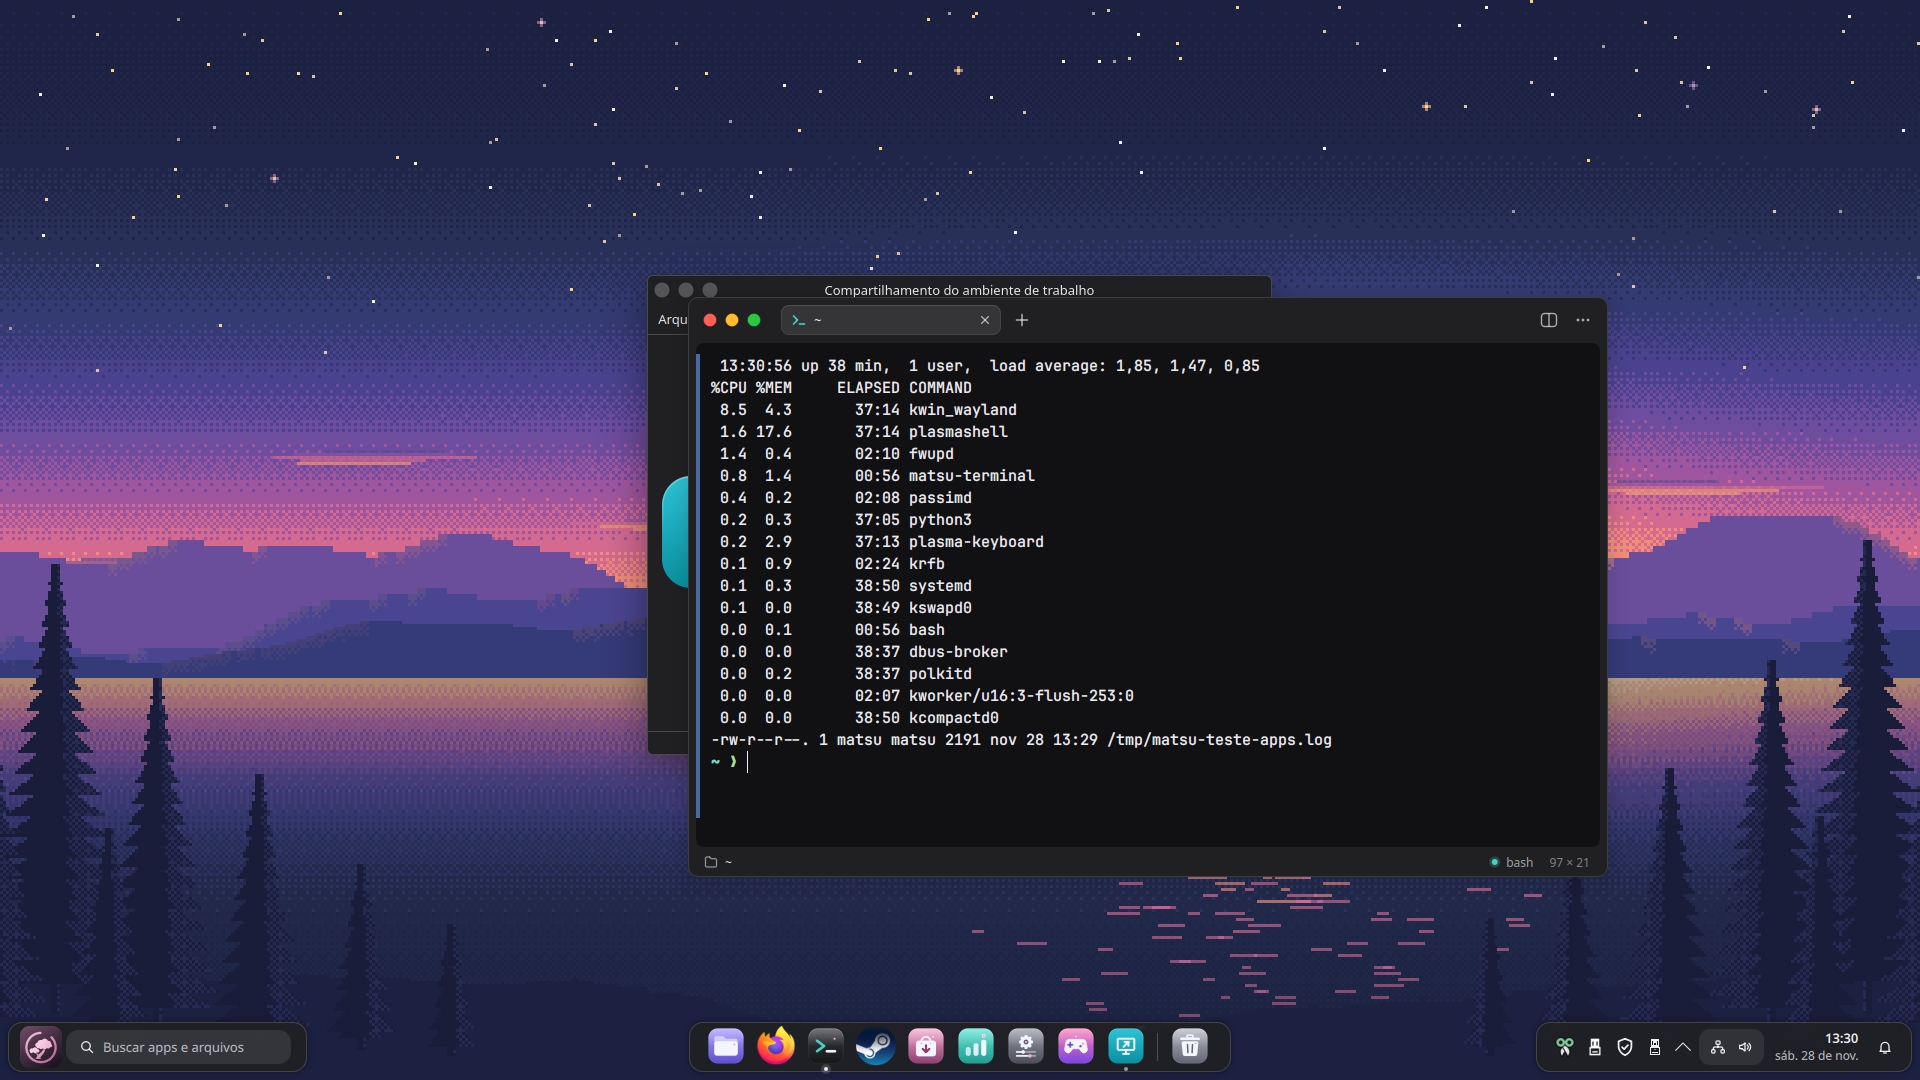 Compartilhamento do ambiente de trabalho
Arqu
~
13:30:56 up 38 min,  1 user,  load average: 1,85, 1,47, 0,85
%CPU %MEM     ELAPSED COMMAND
 8.5  4.3       37:14 kwin_wayland
 1.6 17.6       37:14 plasmashell
 1.4  0.4       02:10 fwupd
 0.8  1.4       00:56 matsu-terminal
 0.4  0.2       02:08 passimd
 0.2  0.3       37:05 python3
 0.2  2.9       37:13 plasma-keyboard
 0.1  0.9       02:24 krfb
 0.1  0.3       38:50 systemd
 0.1  0.0       38:49 kswapd0
 0.0  0.1       00:56 bash
 0.0  0.0       38:37 dbus-broker
 0.0  0.2       38:37 polkitd
 0.0  0.0       02:07 kworker/u16:3-flush-253:0
 0.0  0.0       38:50 kcompactd0
-rw-r--r--. 1 matsu matsu 2191 nov 28 13:29 /tmp/matsu-teste-apps.log
~ ❯
~ bash 97 × 21
Buscar apps e arquivos
13:30
sáb. 28 de nov.